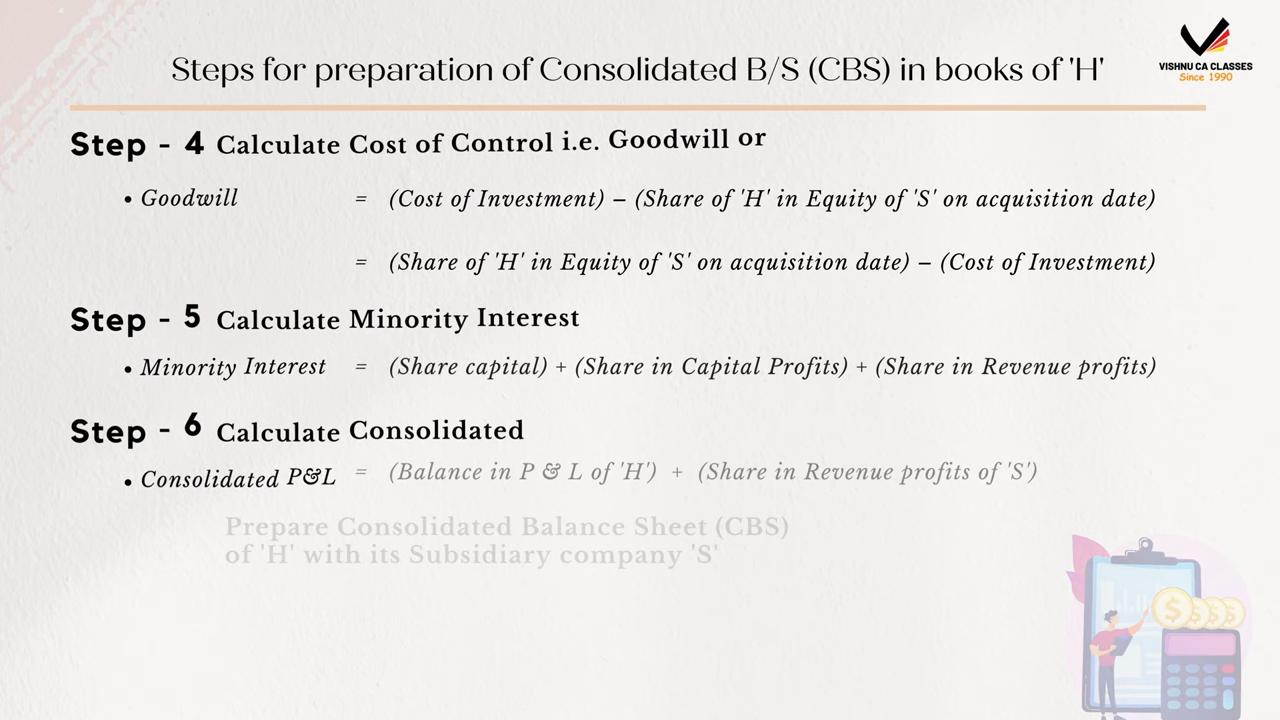 Steps for preparation of Consolidated B/S (CBS) in books of 'H'
VISHNU CA CLASSES
Since 1990
Step - 4 Calculate Cost of Control i.e. Goodwill or
• Goodwill = (Cost of Investment) – (Share of 'H' in Equity of 'S' on acquisition date)
= (Share of 'H' in Equity of 'S' on acquisition date) – (Cost of Investment)
Step - 5 Calculate Minority Interest
• Minority Interest = (Share capital) + (Share in Capital Profits) + (Share in Revenue profits)
Step - 6 Calculate Consolidated
• Consolidated P&L = (Balance in P & L of 'H') + (Share in Revenue profits of 'S')
Prepare Consolidated Balance Sheet (CBS)
of 'H' with its Subsidiary company 'S'
$ $ $ $